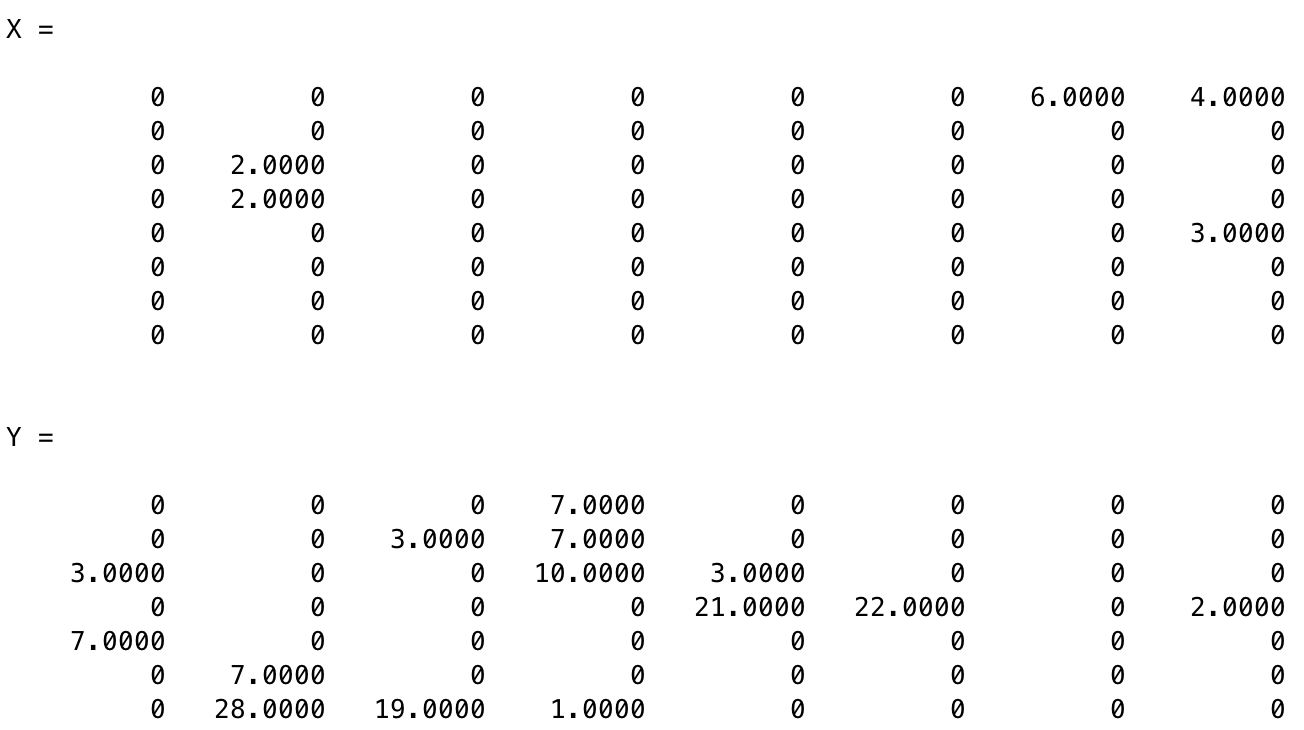 X =
0 0 0 0 0 0 6.0000 4.0000
0 0 0 0 0 0 0 0
0 2.0000 0 0 0 0 0 0
0 2.0000 0 0 0 0 0 0
0 0 0 0 0 0 0 3.0000
0 0 0 0 0 0 0 0
0 0 0 0 0 0 0 0
0 0 0 0 0 0 0 0
Y =
0 0 0 7.0000 0 0 0 0
0 0 3.0000 7.0000 0 0 0 0
3.0000 0 0 10.0000 3.0000 0 0 0
0 0 0 0 21.0000 22.0000 0 2.0000
7.0000 0 0 0 0 0 0 0
0 7.0000 0 0 0 0 0 0
0 28.0000 19.0000 1.0000 0 0 0 0